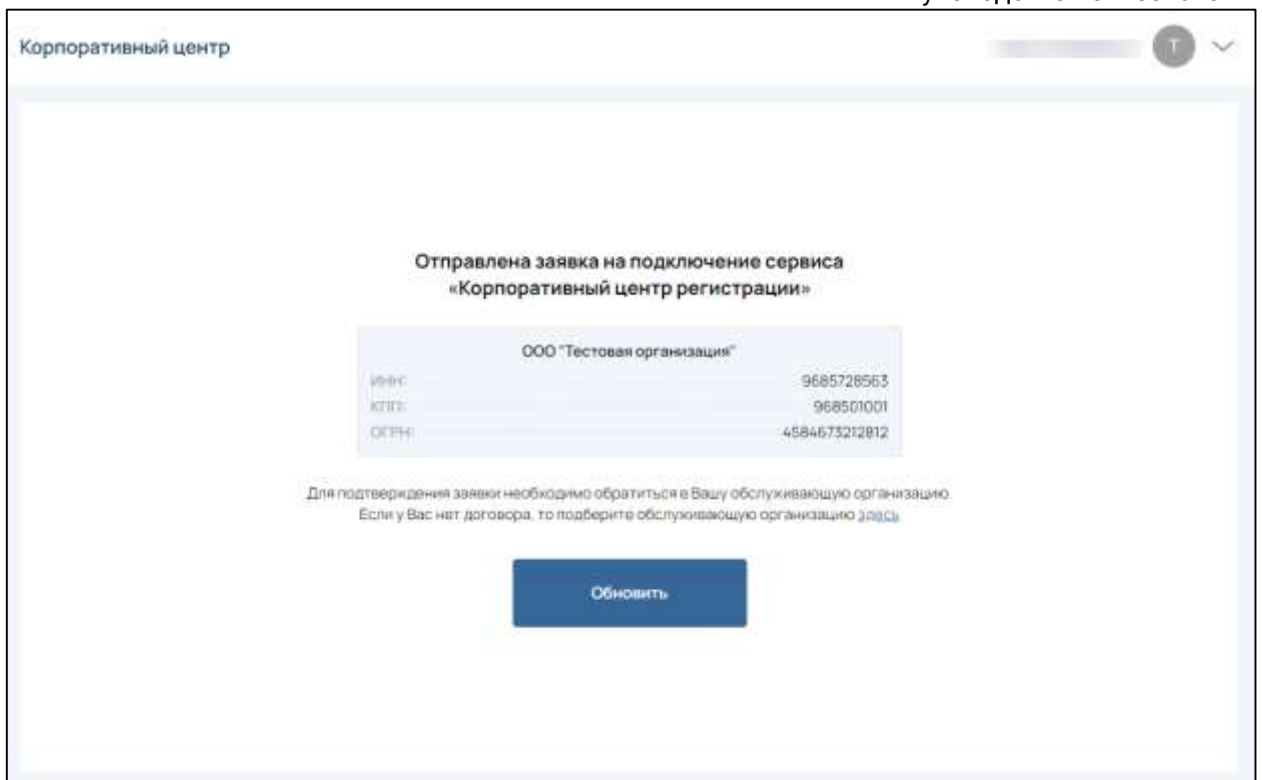 Корпоративный центр
Т
Отправлена заявка на подключение сервиса
«Корпоративный центр регистрации»
ООО "Тестовая организация"
ИНН: 9685728563
КПП: 968501001
ОГРН: 4584673212812
Для подтверждения заявки необходимо обратиться в Вашу обслуживающую организацию.
Если у Вас нет договора, то подберите обслуживающую организацию здесь
Обновить